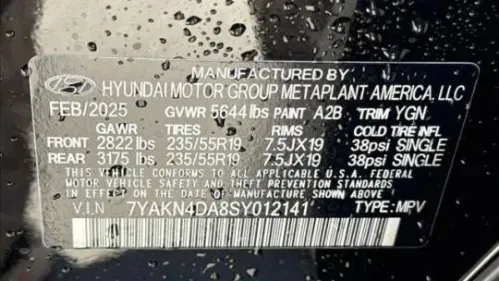 MANUFACTURED BY
HYUNDAI MOTOR GROUP METAPLANT AMERICA, LLC
FEB/2025 GVWR 5644 lbs PAINT A2B TRIM YGN
GAWR TIRES RIMS COLD TIRE INFL
FRONT 2822 lbs 235/55R19 7.5JX19 38psi SINGLE
REAR 3175 lbs 235/55R19 7.5JX19 38psi SINGLE
THIS VEHICLE CONFORMS TO ALL APPLICABLE U.S.A. FEDERAL
MOTOR VEHICLE SAFETY, BUMPER, AND THEFT PREVENTION STANDARDS
IN EFFECT ON THE DATE OF MANUFACTURE SHOWN ABOVE.
V.I.N 7YAKN4DA8SY012141 TYPE: MPV